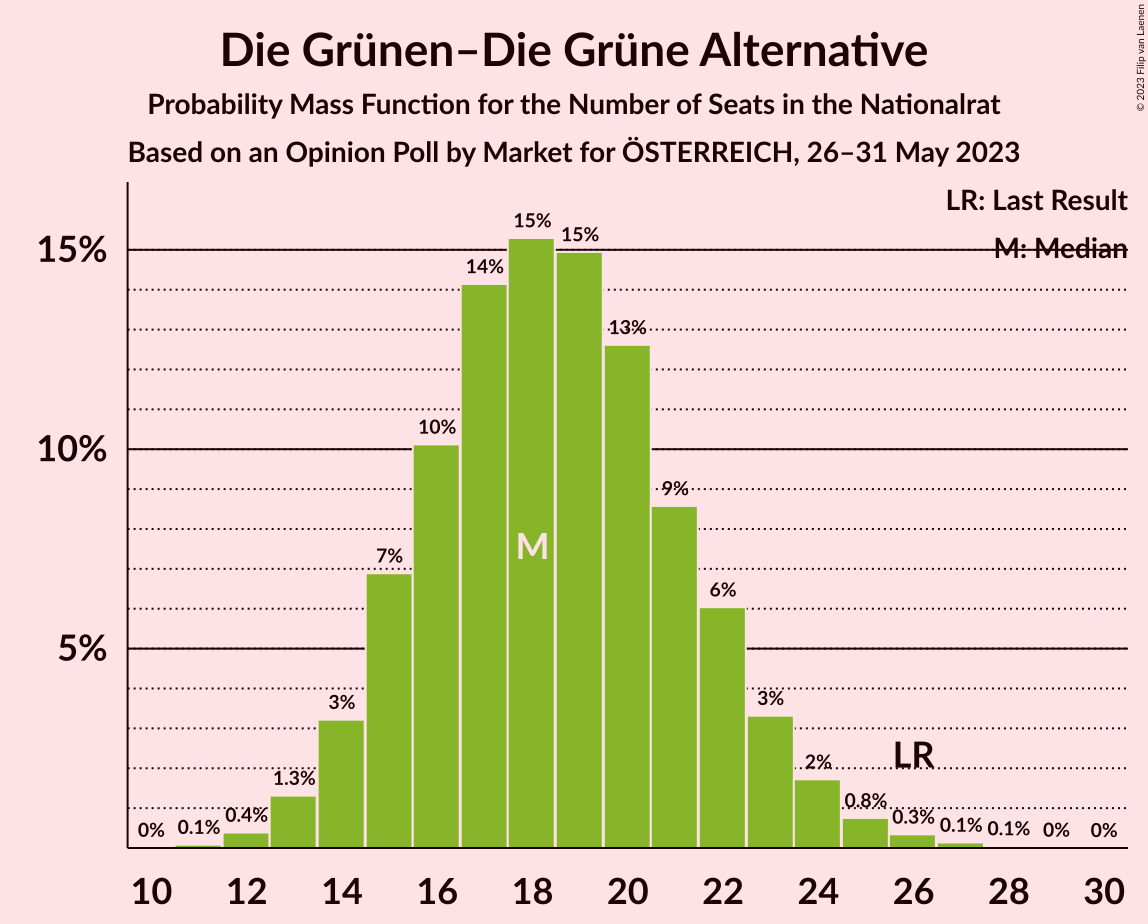 Die Grünen–Die Grüne Alternative
Probability Mass Function for the Number of Seats in the Nationalrat
Based on an Opinion Poll by Market for ÖSTERREICH, 26–31 May 2023
© 2023 Filip van Laenen
LR: Last Result
M: Median
15%
10%
5%
0%
0.1%
0.4%
1.3%
3%
7%
10%
14%
15%
15%
13%
9%
6%
3%
2%
0.8%
0.3%
0.1%
0.1%
0%
0%
M
LR
10 12 14 16 18 20 22 24 26 28 30